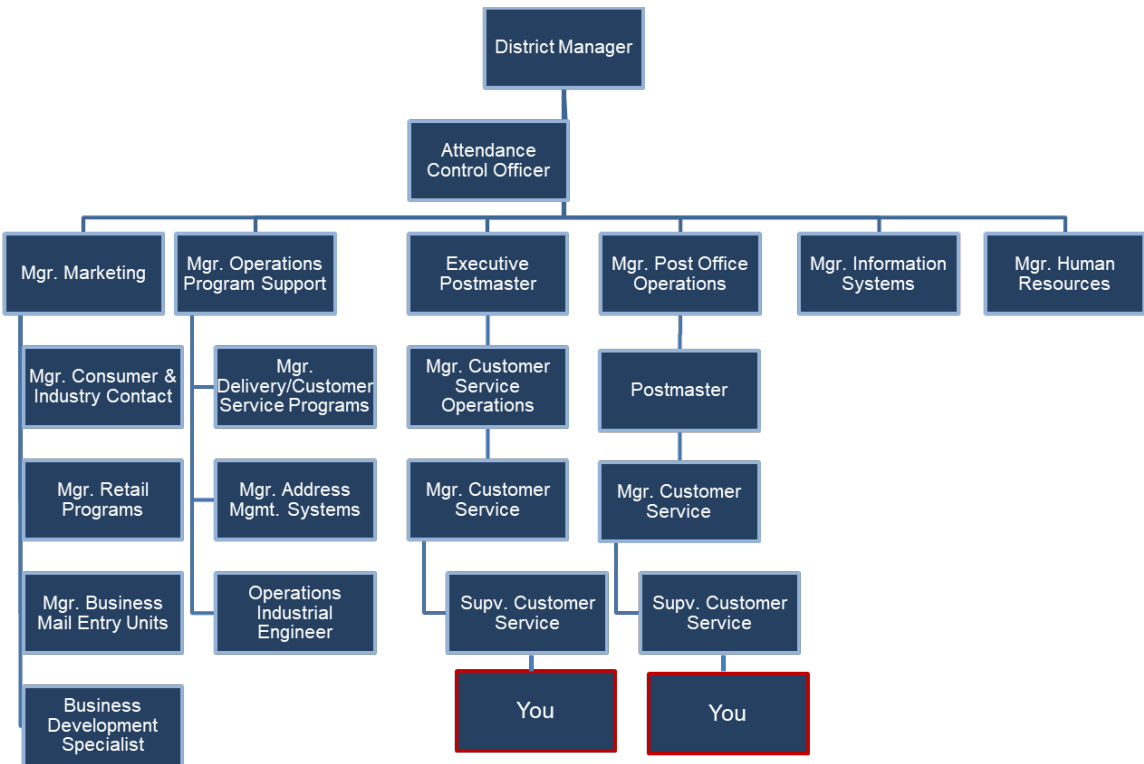 District Manager
Attendance
Control Officer
Mgr. Marketing
Mgr. Operations
Program Support
Executive
Postmaster
Mgr. Post Office
Operations
Mgr. Information
Systems
Mgr. Human
Resources
Mgr. Consumer &
Industry Contact
Mgr.
Delivery/Customer
Service Programs
Mgr. Customer
Service
Operations
Postmaster
Mgr. Retail
Programs
Mgr. Address
Mgmt. Systems
Mgr. Customer
Service
Mgr. Customer
Service
Mgr. Business
Mail Entry Units
Operations
Industrial
Engineer
Supv. Customer
Service
Supv. Customer
Service
Business
Development
Specialist
You
You